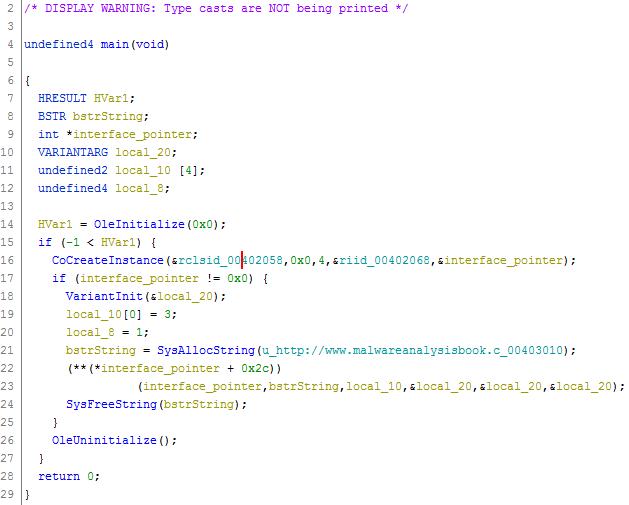 2 /* DISPLAY WARNING: Type casts are NOT being printed */
3
4 undefined4 main(void)
5
6 {
7 HRESULT HVar1;
8 BSTR bstrString;
9 int *interface_pointer;
10 VARIANTARG local_20;
11 undefined2 local_10 [4];
12 undefined4 local_8;
13
14 HVar1 = OleInitialize(0x0);
15 if (-1 < HVar1) {
16 CoCreateInstance(&rclsid_00402058,0x0,4,&riid_00402068,&interface_pointer);
17 if (interface_pointer != 0x0) {
18 VariantInit(&local_20);
19 local_10[0] = 3;
20 local_8 = 1;
21 bstrString = SysAllocString(u_http://www.malwareanalysisbook.c_00403010);
22 (**(*interface_pointer + 0x2c))
23 (interface_pointer,bstrString,local_10,&local_20,&local_20,&local_20);
24 SysFreeString(bstrString);
25 }
26 OleUninitialize();
27 }
28 return 0;
29 }